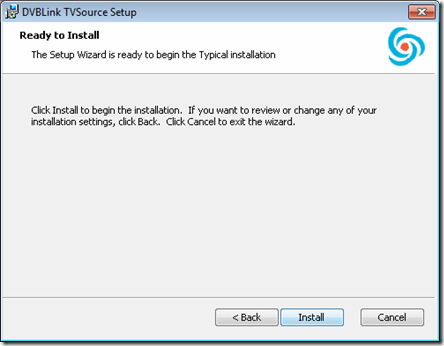 DVBLink TVSource Setup
Ready to Install
The Setup Wizard is ready to begin the Typical installation
Click Install to begin the installation.  If you want to review or change any of your
installation settings, click Back.  Click Cancel to exit the wizard.
< Back
Install
Cancel